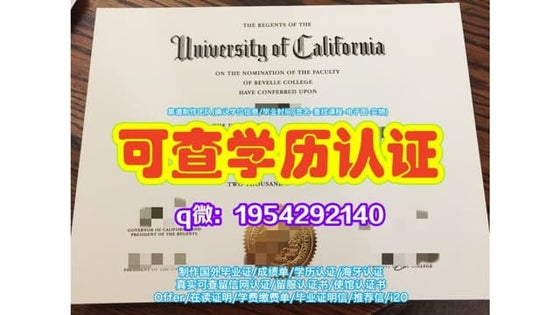 THE REGENTS OF THE
University of California
ON THE NOMINATION OF THE FACULTY
OF REVELLE COLLEGE
HAVE CONFERRED UPON
可查学历认证
TWO THOUSAND
q微：1954292140
GOVERNOR OF CALIFORNIA AND
PRESIDENT OF THE REGENTS
制作国外毕业证/成绩单/学历认证/海牙认证
真实可查留信网认证/留服认证书/使馆认证书
Offer/在读证明/学费缴费单/毕业证明信/推荐信/i20